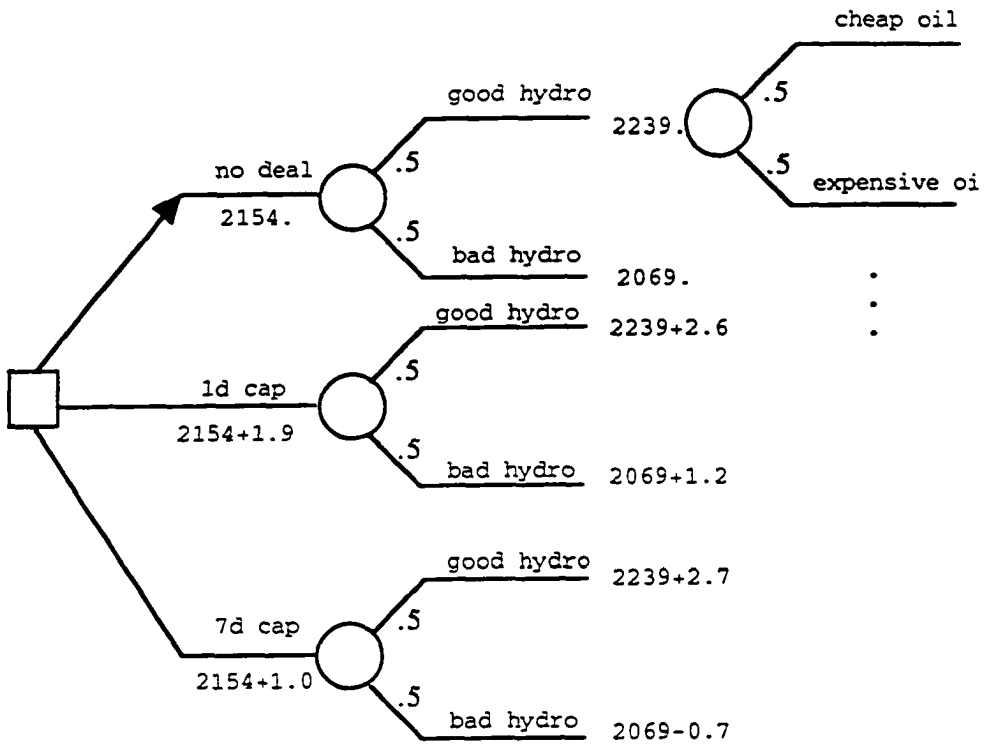 cheap oil
.5
good hydro
2239.
.5
.5
expensive oi
no deal
2154.
.5
bad hydro
2069.
good hydro
2239+2.6
.5
1d cap
2154+1.9
.5
bad hydro
2069+1.2
good hydro
2239+2.7
.5
7d cap
2154+1.0
.5
bad hydro
2069-0.7